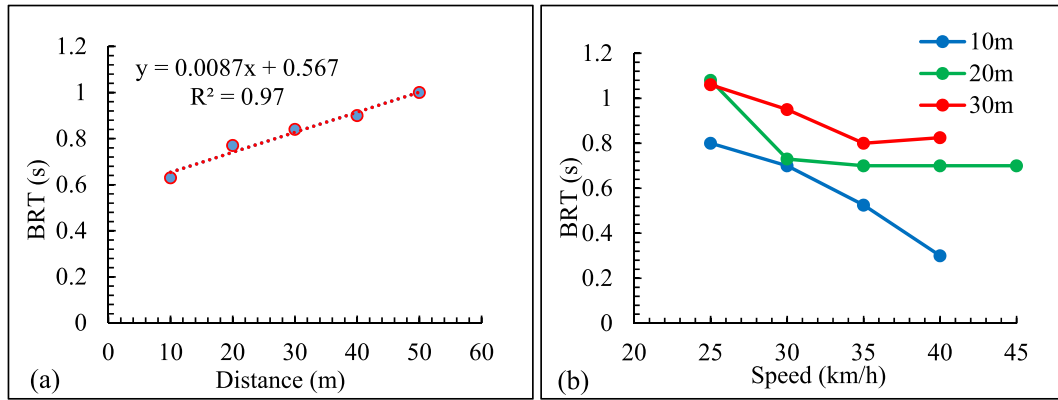 1.2
1
0.8
0.6
0.4
0.2
0
BRT (s)
y = 0.0087x + 0.567
R² = 0.97
0 10 20 30 40 50 60
Distance (m)
(a)
1.2
1
0.8
0.6
0.4
0.2
0
BRT (s)
10m
20m
30m
20 25 30 35 40 45
Speed (km/h)
(b)